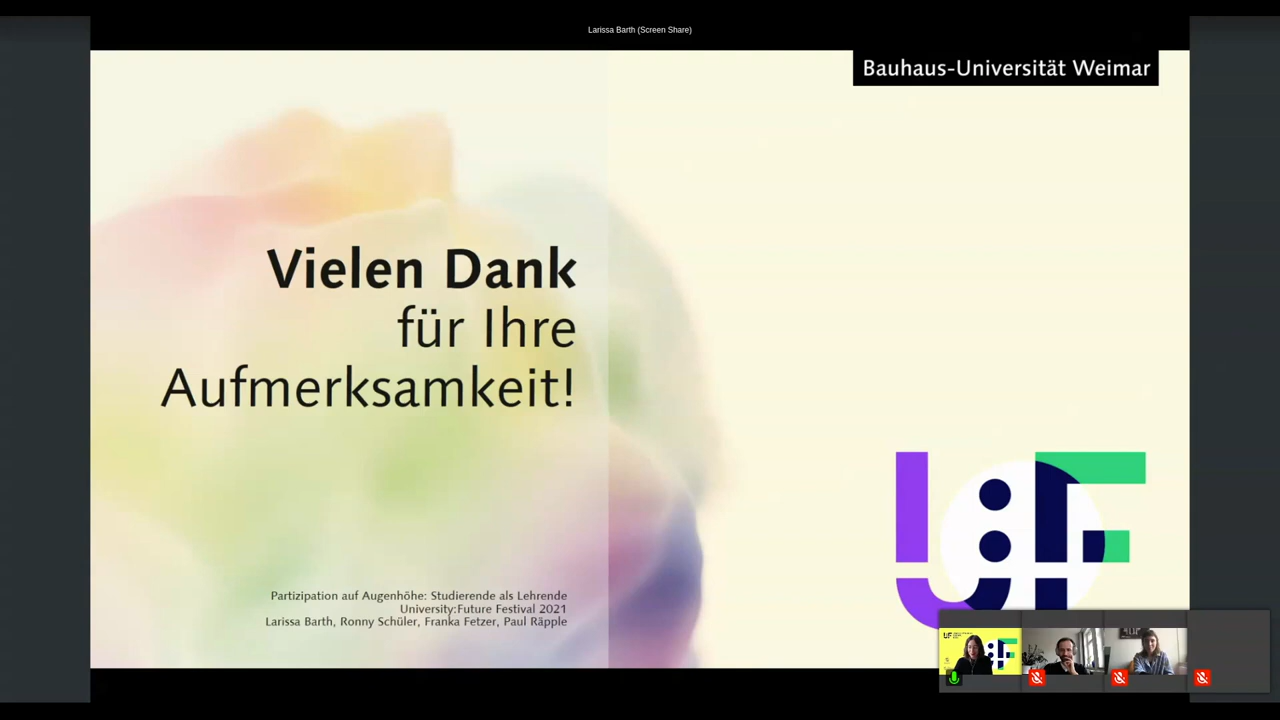 Larissa Barth (Screen Share)
Bauhaus-Universität Weimar
Vielen Dank
für Ihre
Aufmerksamkeit!
Partizipation auf Augenhöhe: Studierende als Lehrende
University:Future Festival 2021
Larissa Barth, Ronny Schüler, Franka Fetzer, Paul Räpple
U:F